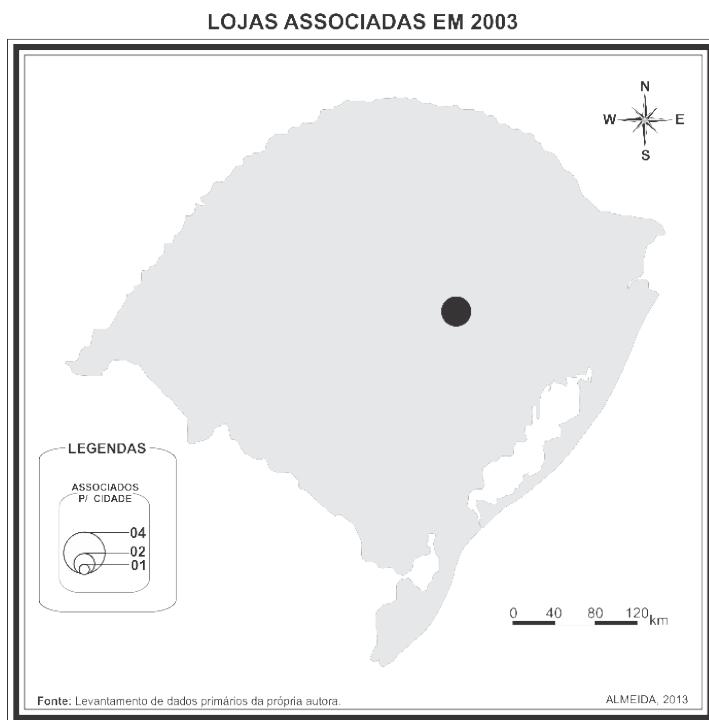 LOJAS ASSOCIADAS EM 2003
N
W E
S
LEGENDAS
ASSOCIADOS
P/ CIDADE
04
02
01
0 40 80 120 km
Fonte: Levantamento de dados primários da própria autora.
ALMEIDA, 2013